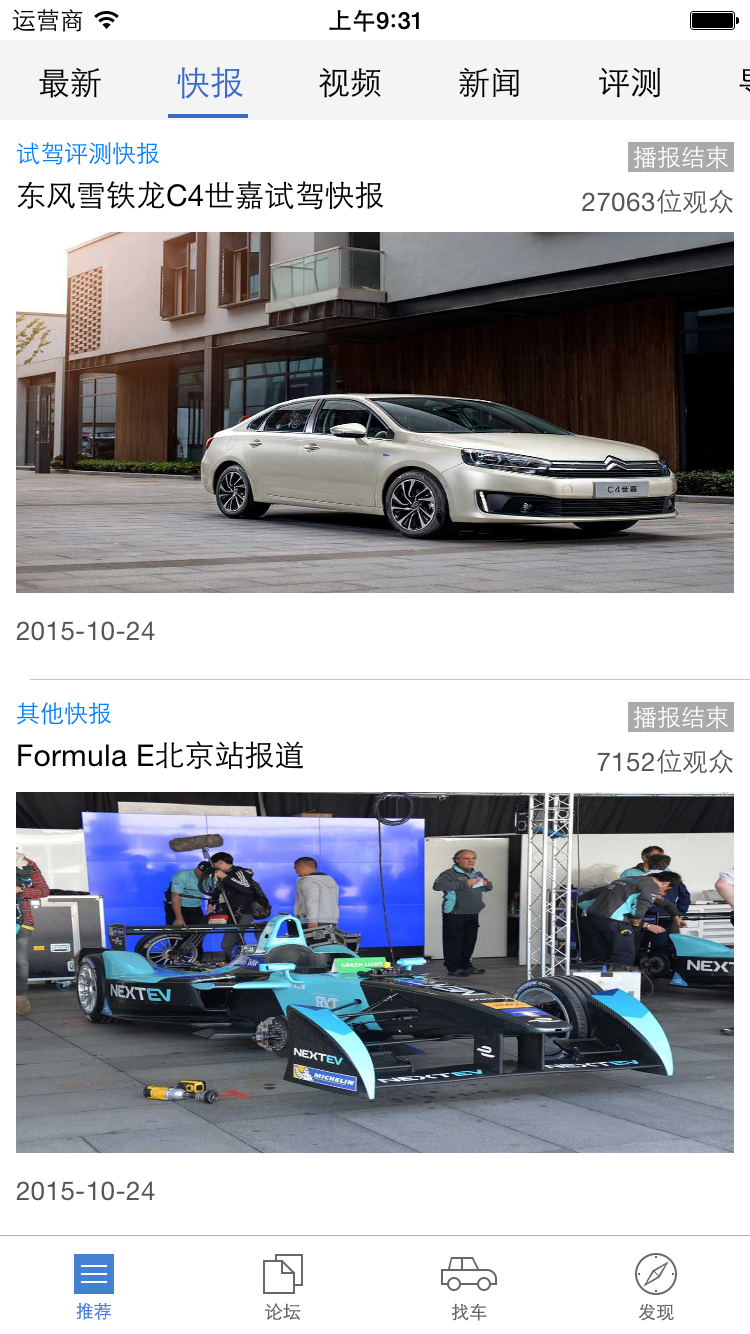 运营商 上午9:31
最新 快报 视频 新闻 评测
试驾评测快报 播报结束
东风雪铁龙C4世嘉试驾快报 27063位观众
C4世嘉
2015-10-24
其他快报 播报结束
Formula E北京站报道 7152位观众
GREEN LIGHT
NEXTEV
NEXTEV
MICHELIN
NEXTEV
NEXTEV
2015-10-24
推荐 论坛 找车 发现